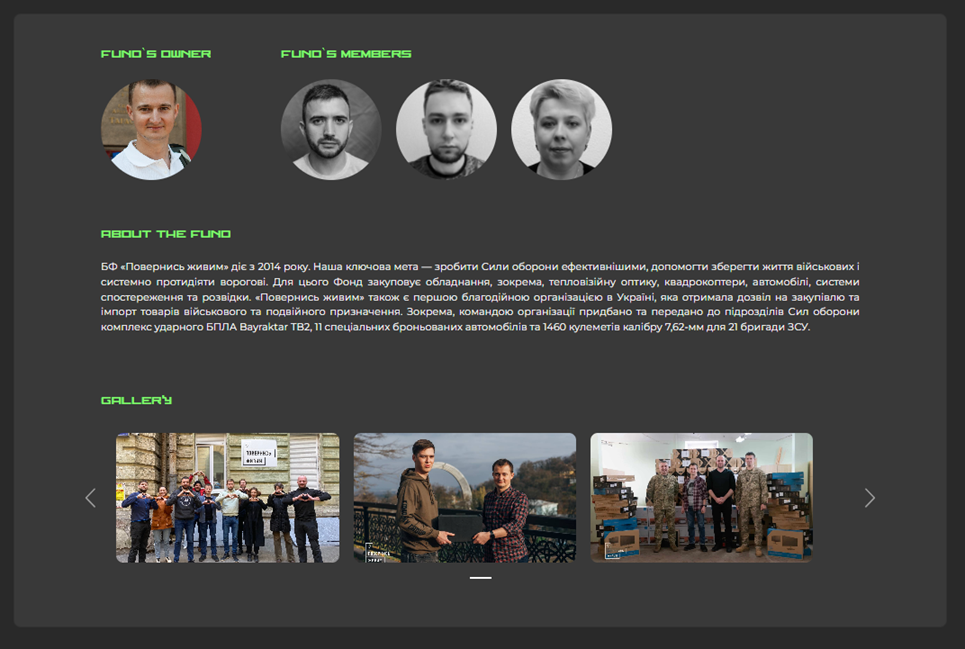 FUND`S OWNER
FUND`S MEMBERS
ABOUT THE FUND
БФ «Повернись живим» діє з 2014 року. Наша ключова мета — зробити Сили оборони ефективнішими, допомогти зберегти життя військових і
системно протидіяти ворогові. Для цього Фонд закуповує обладнання, зокрема, тепловізійну оптику, квадрокоптери, автомобілі, системи
спостереження та розвідки. «Повернись живим» також є першою благодійною організацією в Україні, яка отримала дозвіл на закупівлю та
імпорт товарів військового та подвійного призначення. Зокрема, командою організації придбано та передано до підрозділів Сил оборони
комплекс ударного БПЛА Bayraktar TB2, 11 спеціальних броньованих автомобілів та 1460 кулеметів калібру 7,62-мм для 21 бригади ЗСУ.
GALLERY